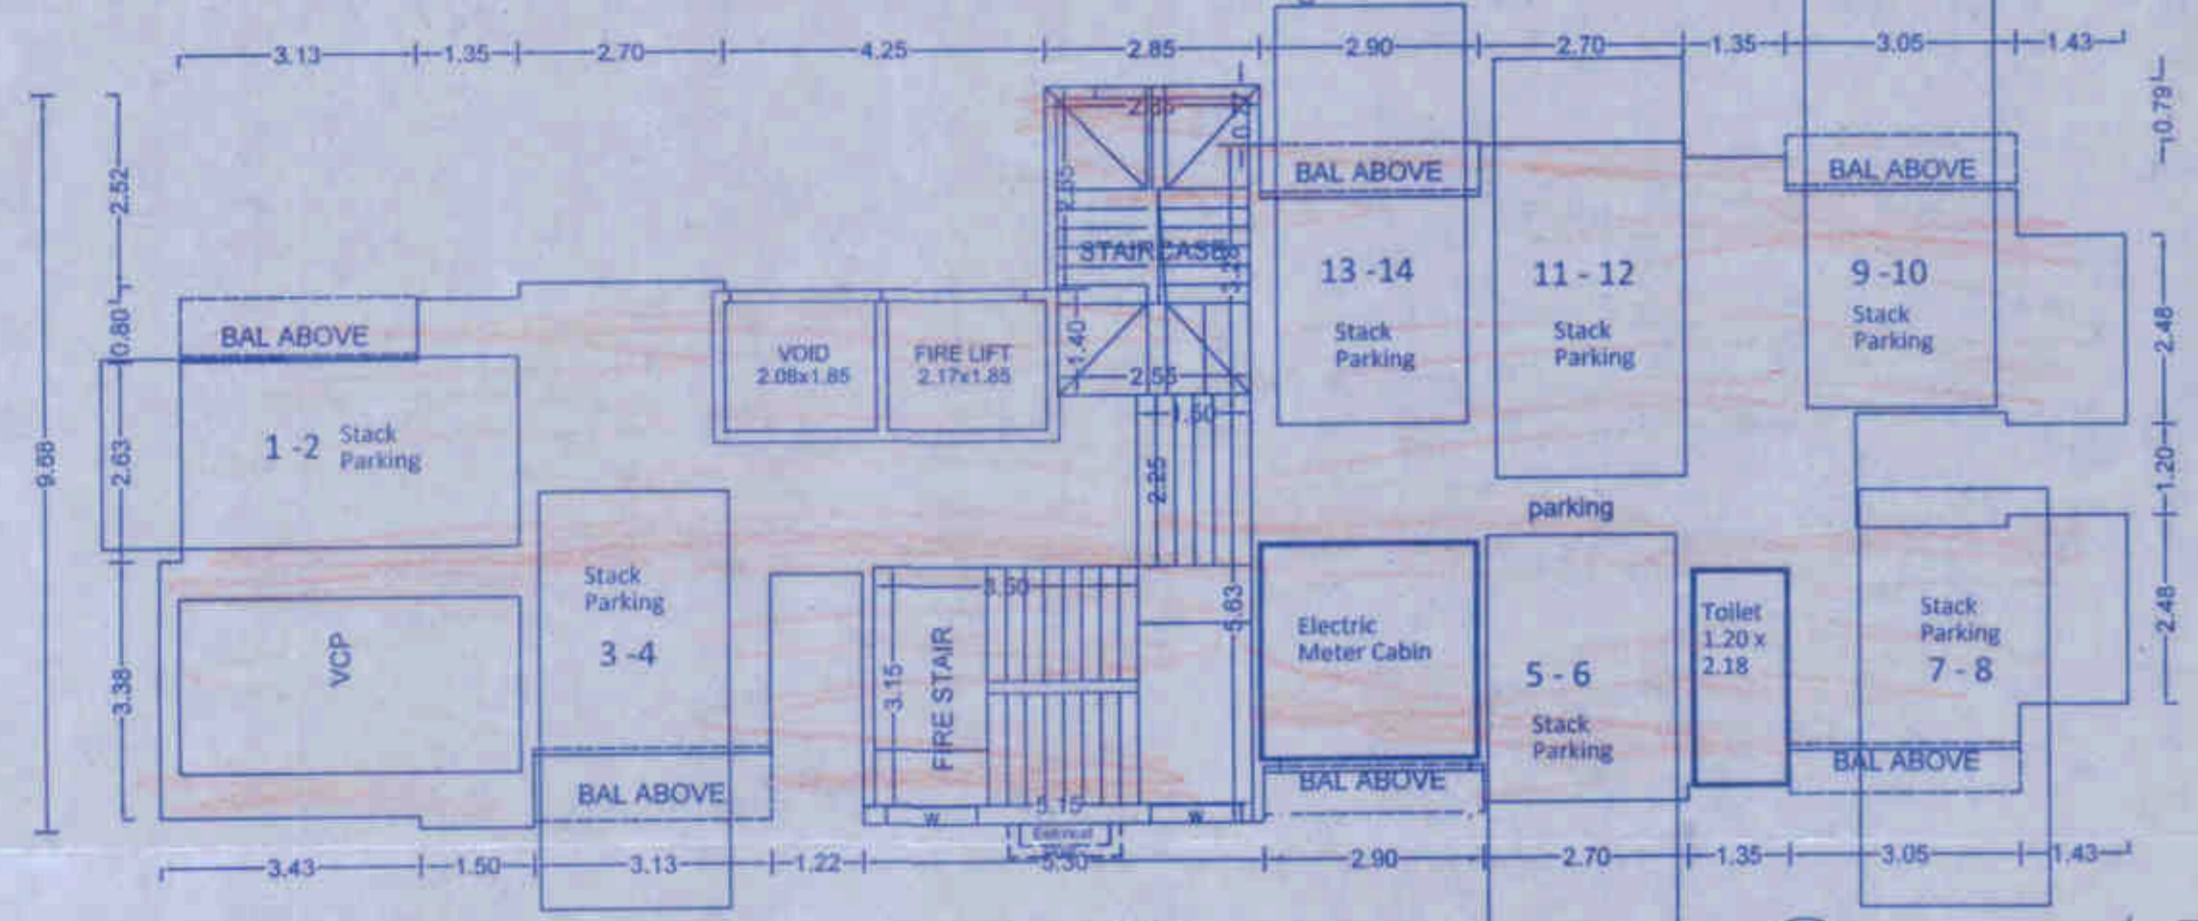 3.13 1.35 2.70 4.25 2.85 2.90 2.70 1.35 3.05 1.43
0.79
2.52
2.85
BAL ABOVE
BAL ABOVE
STAIRCASE
13 -14
11 - 12
9 -10
Stack
Parking
Stack
Parking
Stack
Parking
0.80
BAL ABOVE
VOID
2.08x1.85
FIRE LIFT
2.17x1.85
1.40
2.55
1.50
2.48
9.68
2.63
1 -2
Stack
Parking
2.25
1.20
parking
Stack
Parking
3 -4
3.50
5.63
Electric
Meter Cabin
5 - 6
Stack
Parking
Toilet
1.20 x
2.18
Stack
Parking
7 - 8
2.48
3.38
VCP
3.15
FIRE STAIR
BAL ABOVE
BAL ABOVE
BAL ABOVE
5.15
W
W
3.43 1.50 3.13 1.22 5.30 2.90 2.70 1.35 3.05 1.43